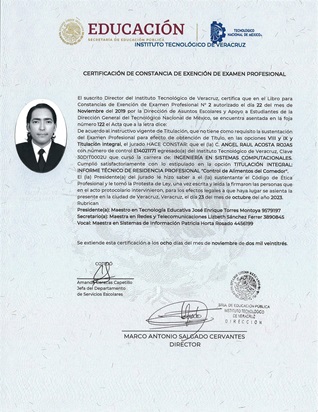 EDUCACIÓN
SECRETARÍA DE EDUCACIÓN PÚBLICA
TECNOLÓGICO
NACIONAL DE MÉXICO
INSTITUTO TECNOLÓGICO DE VERACRUZ
CERTIFICACIÓN DE CONSTANCIA DE EXENCIÓN DE EXAMEN PROFESIONAL
El suscrito Director del Instituto Tecnológico de Veracruz, certifica que en el Libro para
Constancias de Exención de Examen Profesional N° 2 autorizado el día 22 del mes de
Noviembre del 2019 por la Dirección de Asuntos Escolares y Apoyo a Estudiantes de la
Dirección General del Tecnológico Nacional de México, se encuentra asentada en la foja
número 122 el Acta que a la letra dice:
De acuerdo al instructivo vigente de Titulación, que no tiene como requisito la sustentación
del Examen Profesional para efecto de obtención de Título, en las opciones VIII y IX
Titulación Integral, el jurado HACE CONSTAR: que el C. ANGEL RAUL ACOSTA ROJAS
con número de control egresado(a) del Instituto Tecnológico de Veracruz, Clave
30DIT0002U que cursó la carrera de INGENIERÍA EN SISTEMAS COMPUTACIONALES.
Cumplió satisfactoriamente con lo estipulado en la opción TITULACIÓN INTEGRAL:
INFORME TÉCNICO DE RESIDENCIA PROFESIONAL "Control de Alimentos del Comedor".
El (la) Presidente(a) del jurado le hizo saber a el (la) sustentante el Código de Ética
Profesional y le tomó la Protesta de Ley, una vez escrita y leída la firmaron las personas que
en el acto protocolario intervinieron, para los efectos legales a que haya lugar se asienta la
presente en la ciudad de Veracruz, Veracruz, el día 23 del mes de octubre del año 2023.
Rubrican:
Presidente(a): Maestro en Tecnología Educativa José Enrique Torres Montoya 9579197
Secretario(a): Maestra en Redes y Telecomunicaciones Lizbeth Sánchez Ferrer 3890845
Vocal: Maestra en Sistemas de Información Patricia Horta Rosado 4456199
Se extiende esta certificación a los ocho días del mes de noviembre de dos mil veintitrés.
Capetillo
Jefa del Departamento
de Servicios Escolares
DE EDUCACIÓN PÚBLICA
INSTITUTO TECNOLÓGICO
DE VERACRUZ
DIRECCIÓN
MARCO ANTONIO SALGADO CERVANTES
DIRECTOR